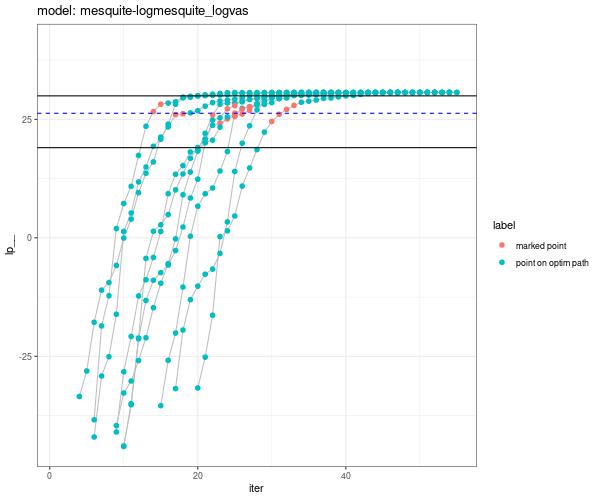 model: mesquite-logmesquite_logvas
lp__
25
0
-25
0
20
40
iter
label
marked point
point on optim path